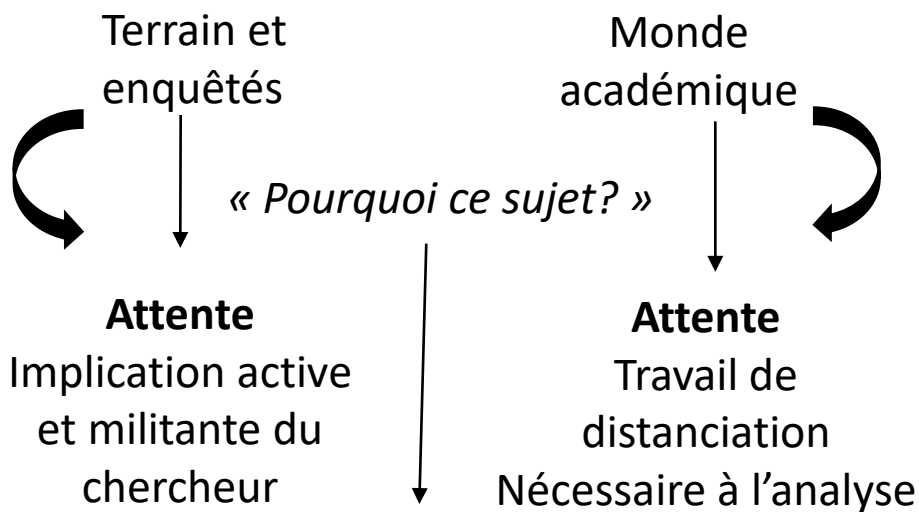 Terrain et
enquêtés
Monde
académique
« Pourquoi ce sujet? »
Attente
Implication active
et militante du
chercheur
Attente
Travail de
distanciation
Nécessaire à l’analyse